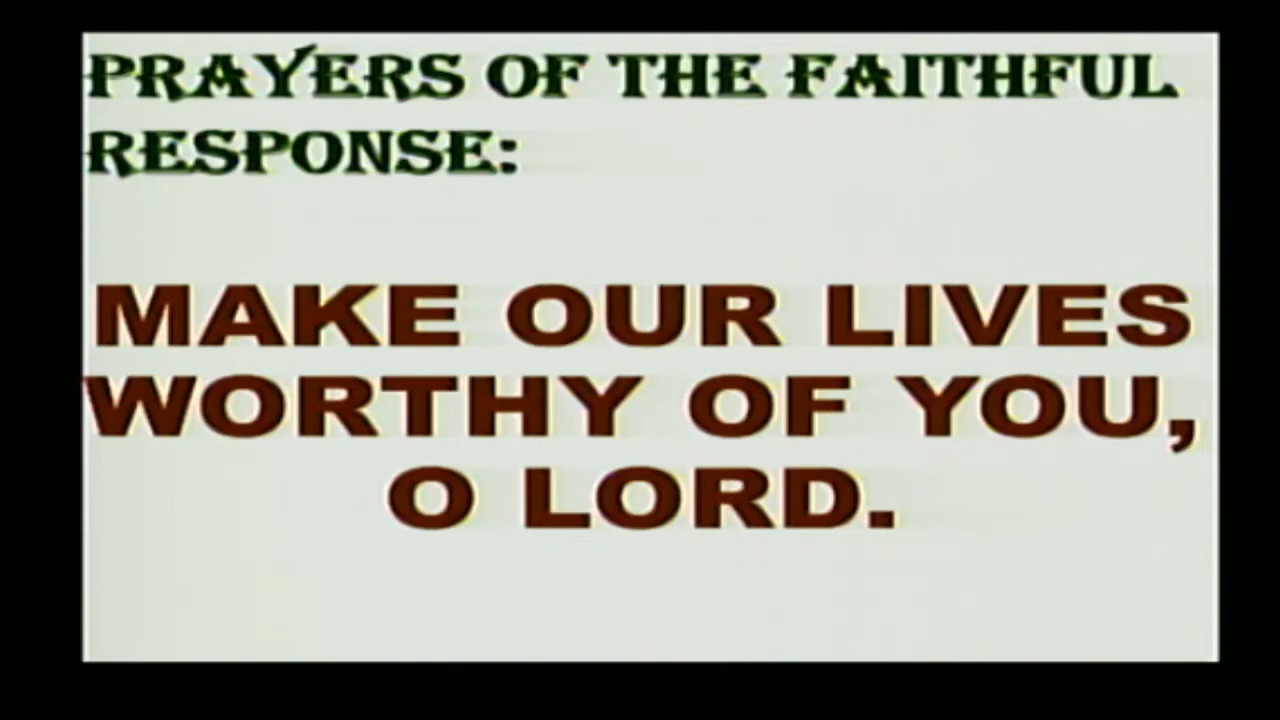 PRAYERS OF THE FAITHFUL
RESPONSE:
MAKE OUR LIVES
WORTHY OF YOU,
O LORD.